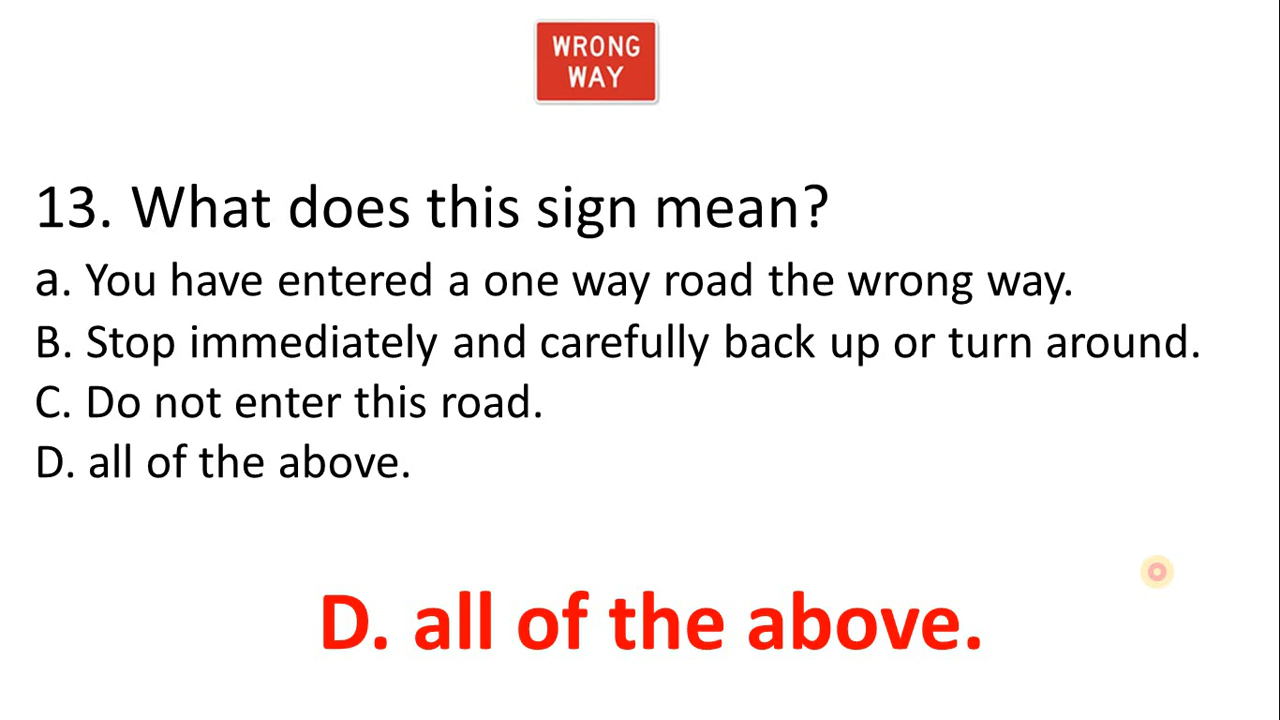 WRONG
WAY
13. What does this sign mean?
a. You have entered a one way road the wrong way.
B. Stop immediately and carefully back up or turn around.
C. Do not enter this road.
D. all of the above.
D. all of the above.